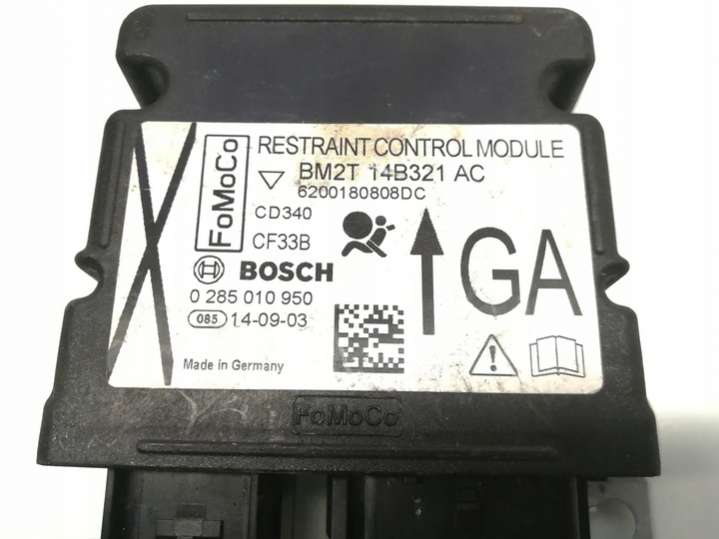 FoMoCo
RESTRAINT CONTROL MODULE
BM2T 14B321 AC
6200180808DC
CD340
CF33B
GA
BOSCH
0 285 010 950
085 14-09-03
Made in Germany
FoMoCo